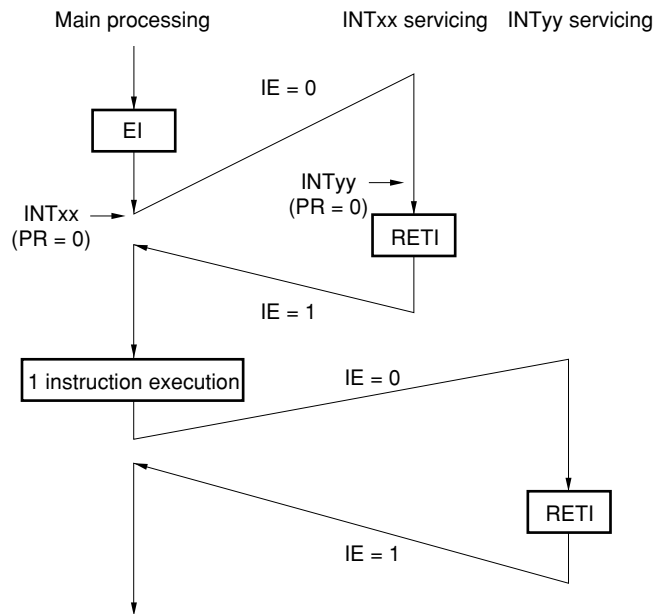 Main processing
INTxx servicing
INTyy servicing
IE = 0
EI
INTyy
(PR = 0)
INTxx
(PR = 0)
RETI
IE = 1
1 instruction execution
IE = 0
RETI
IE = 1